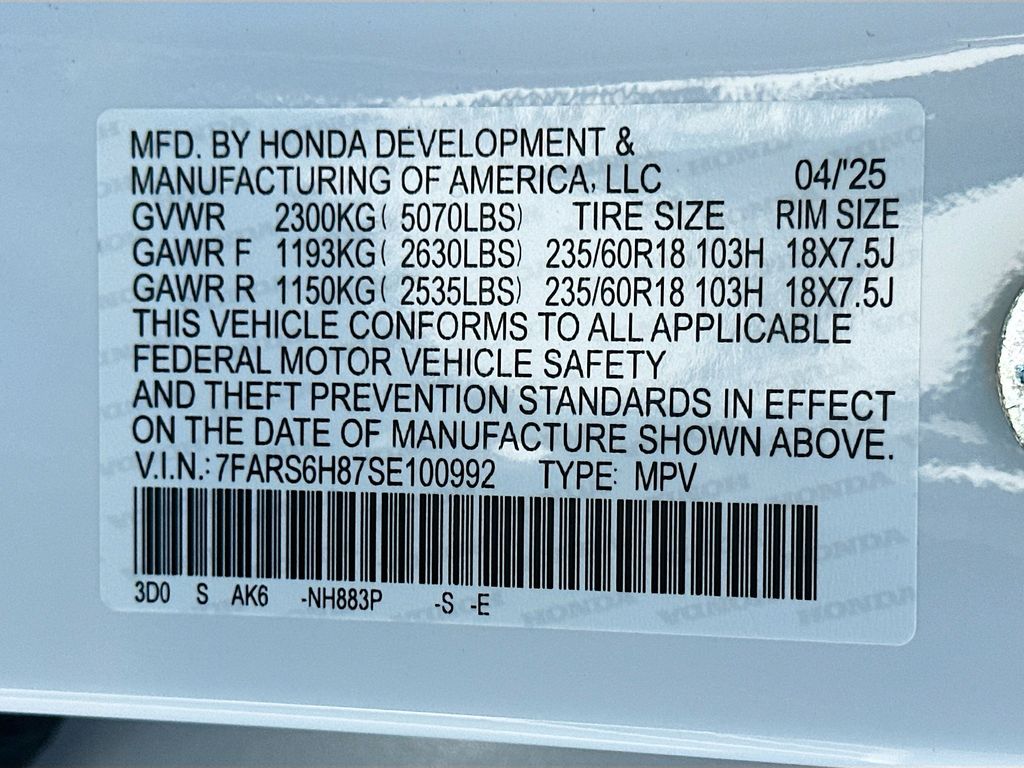 MFD. BY HONDA DEVELOPMENT &
MANUFACTURING OF AMERICA, LLC 04/'25
GVWR 2300KG( 5070LBS) TIRE SIZE RIM SIZE
GAWR F 1193KG( 2630LBS) 235/60R18 103H 18X7.5J
GAWR R 1150KG( 2535LBS) 235/60R18 103H 18X7.5J
THIS VEHICLE CONFORMS TO ALL APPLICABLE
FEDERAL MOTOR VEHICLE SAFETY
AND THEFT PREVENTION STANDARDS IN EFFECT
ON THE DATE OF MANUFACTURE SHOWN ABOVE.
V.I.N.: 7FARS6H87SE100992 TYPE: MPV
3D0 S AK6 -NH883P -S -E